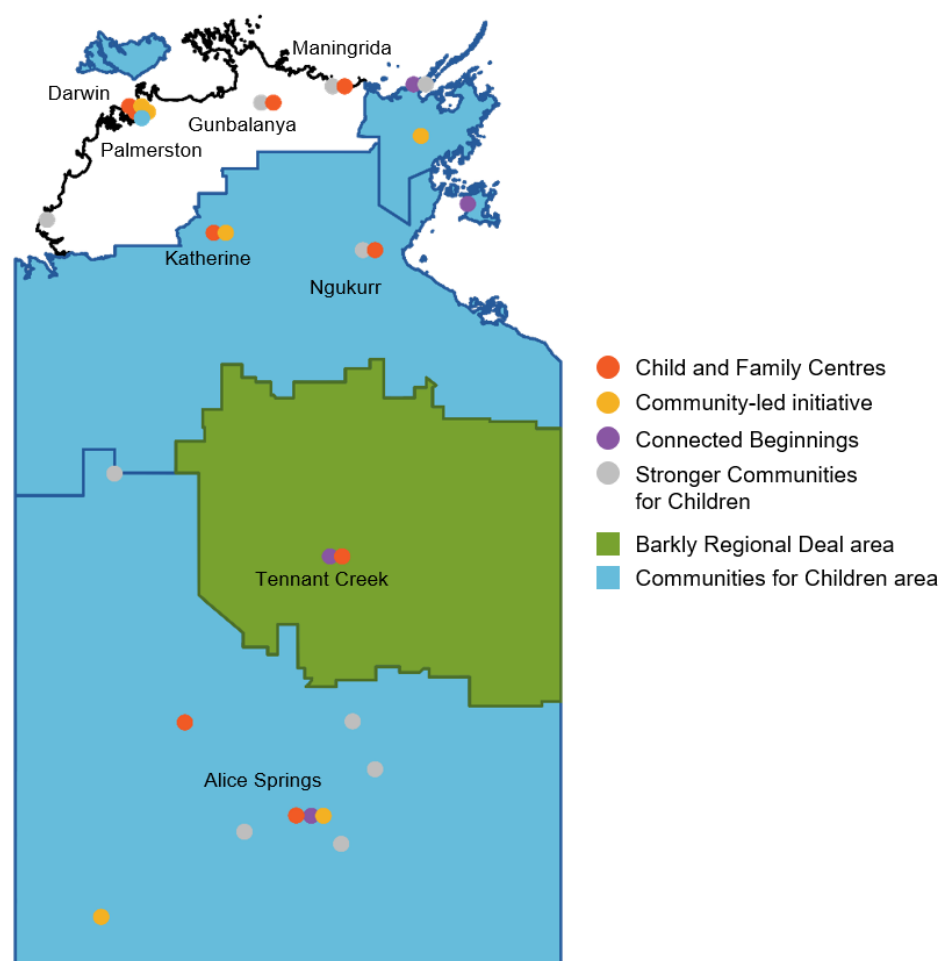 Maningrida
Darwin
Gunbalanya
Palmerston
Katherine
Ngukurr
Child and Family Centres
Community-led initiative
Connected Beginnings
Stronger Communities
for Children
Barkly Regional Deal area
Communities for Children area
Tennant Creek
Alice Springs